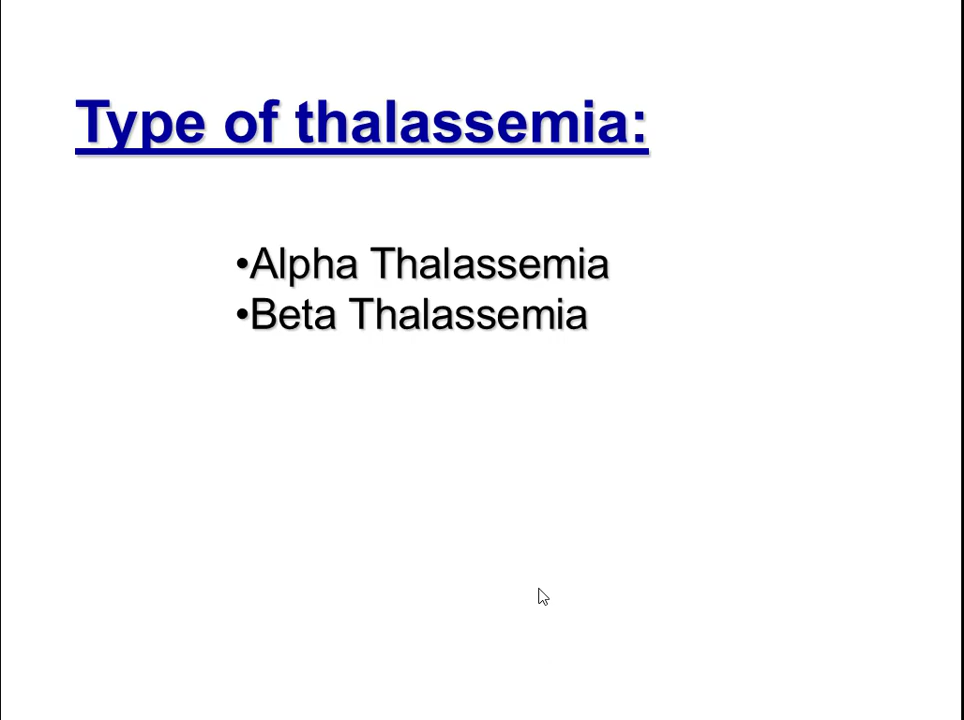 Type of thalassemia:
•Alpha Thalassemia
•Beta Thalassemia